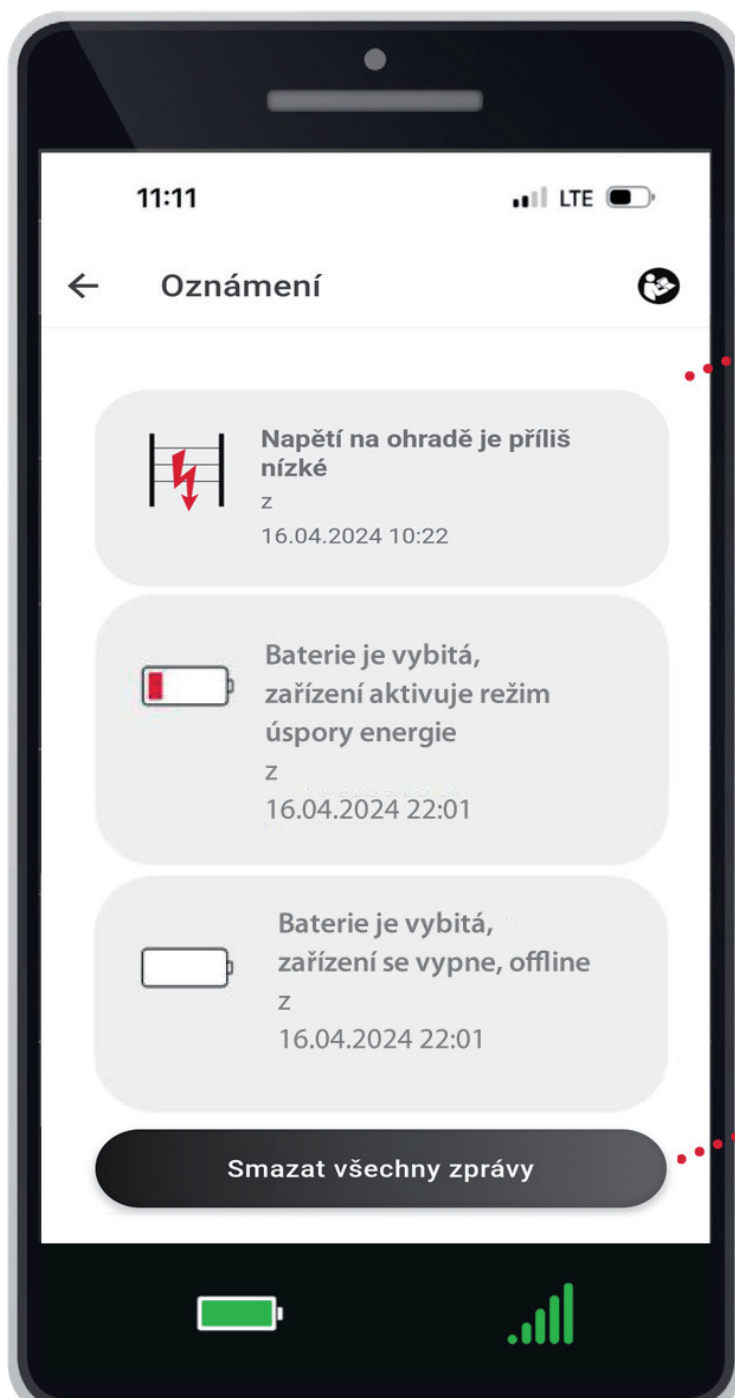 11:11 LTE
Oznámení
Napětí na ohradě je příliš
nízké
z
16.04.2024 10:22
Baterie je vybitá,
zařízení aktivuje režim
úspory energie
z
16.04.2024 22:01
Baterie je vybitá,
zařízení se vypne, offline
z
16.04.2024 22:01
Smazat všechny zprávy